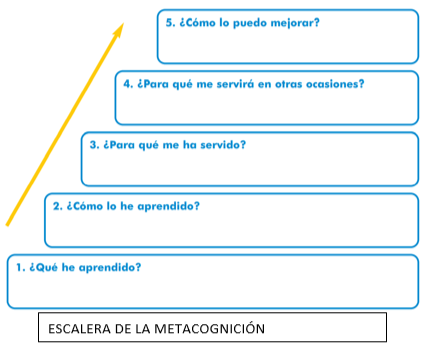 5. ¿Cómo lo puedo mejorar?
4. ¿Para qué me servirá en otras ocasiones?
3. ¿Para qué me ha servido?
2. ¿Cómo lo he aprendido?
1. ¿Qué he aprendido?
ESCALERA DE LA METACOGNICIÓN